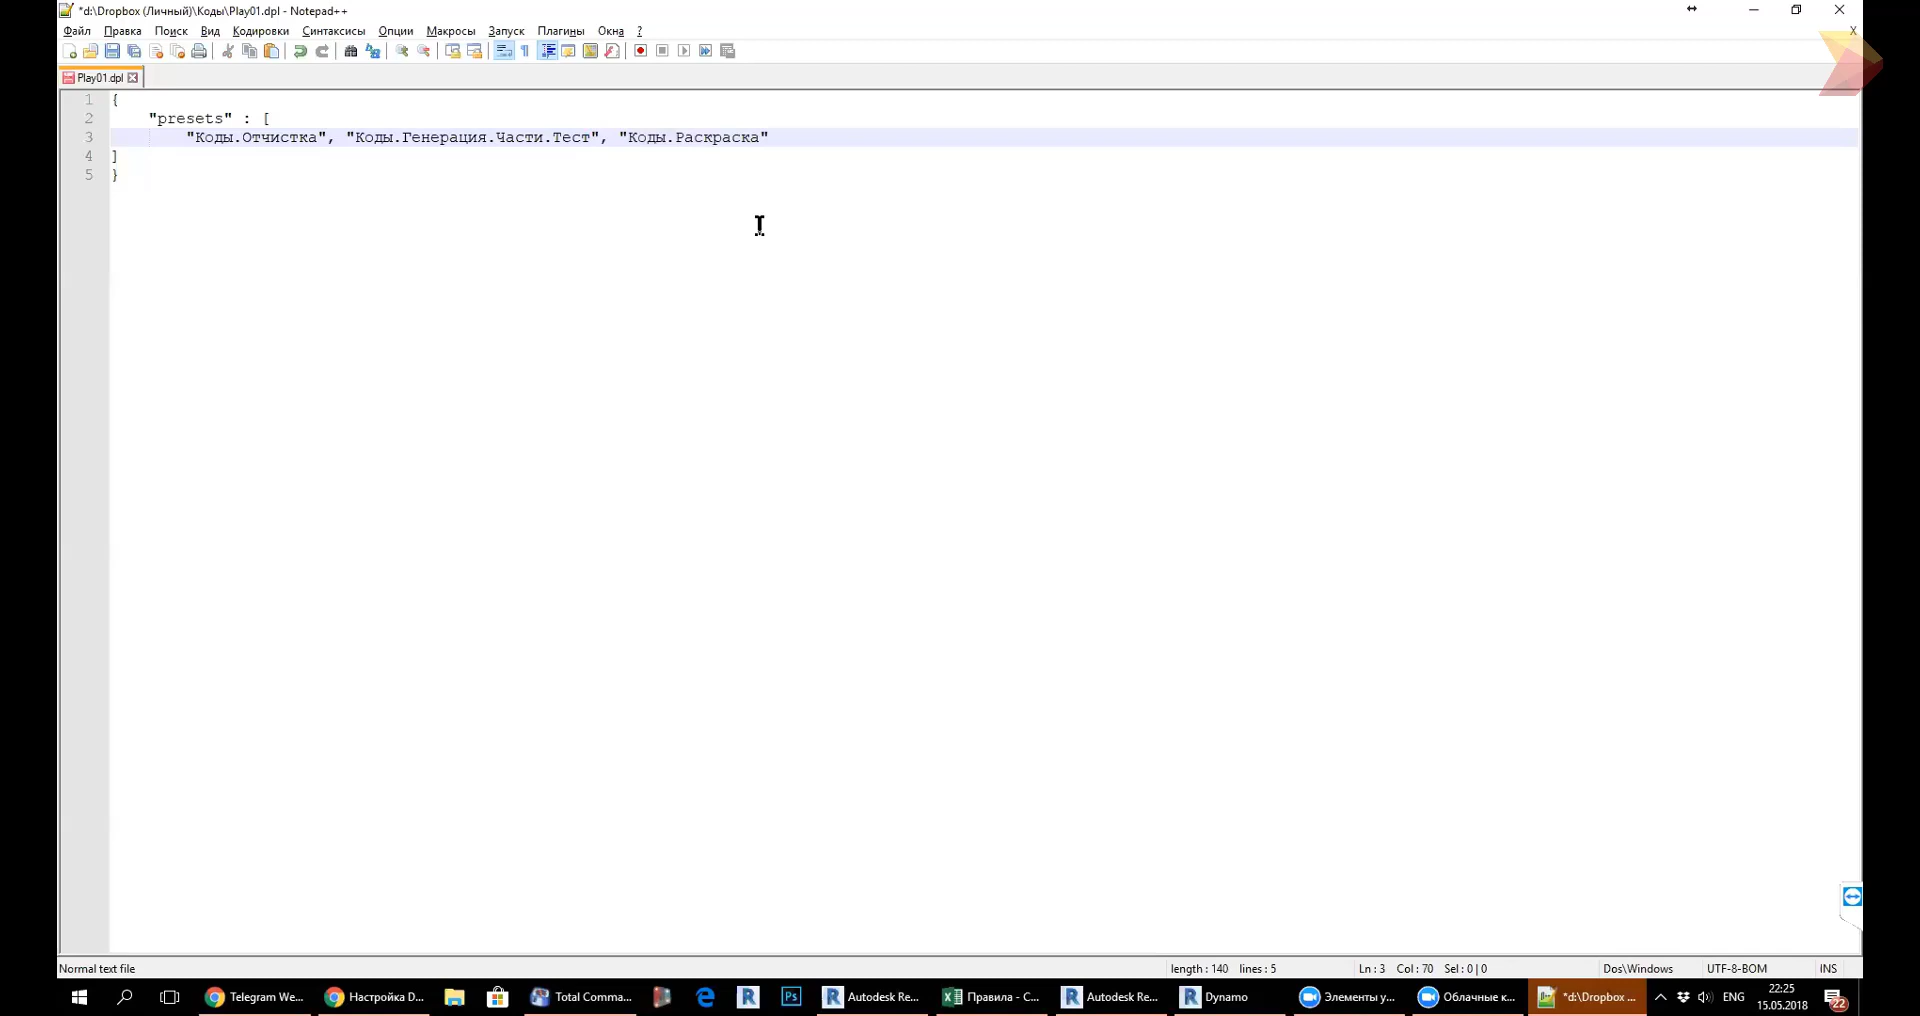 *d:\Dropbox (Личный)\Коды\Play01.dpl - Notepad++
Файл Правка Поиск Вид Кодировки Синтаксисы Опции Макросы Запуск Плагины Окна ? X
Play01.dpl
1 {
2 "presets" : [
3 "Коды.Отчистка", "Коды.Генерация.Части.Тест", "Коды.Раскраска"
4 ]
5 }
Normal text file length : 140 lines : 5 Ln : 3 Col : 70 Sel : 0 | 0 Dos\Windows UTF-8-BOM INS
Telegram We... Настройка D... Total Comma... Ps Autodesk Re... Правила - С... Autodesk Re... Dynamo Элементы у... Облачные к... *d:\Dropbox ... ENG 22:25
15.05.2018 22